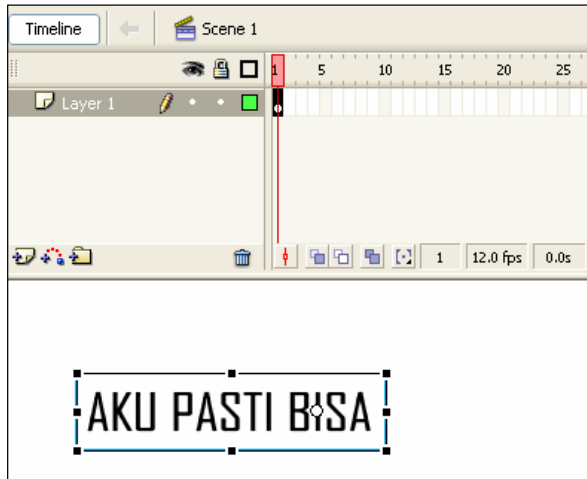 Timeline Scene 1
1 5 10 15 20 25
Layer 1
1 12.0 fps 0.0s
AKU PASTI BISA